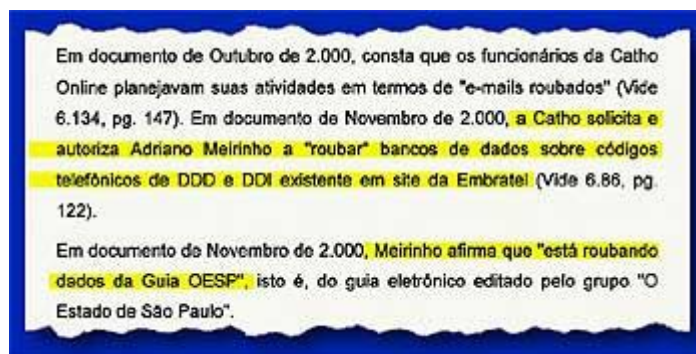 Em documento de Outubro de 2.000, consta que os funcionários da Catho
Online planejavam suas atividades em termos de "e-mails roubados" (Vide
6.134, pg. 147). Em documento de Novembro de 2.000, a Catho solicita e
autoriza Adriano Meirinho a "roubar" bancos de dados sobre códigos
telefônicos de DDD e DDI existente em site da Embratel (Vide 6.86, pg.
122).
Em documento de Novembro de 2.000, Meirinho afirma que "está roubando
dados da Guia OESP", isto é, do guia eletrônico editado pelo grupo "O
Estado de São Paulo".